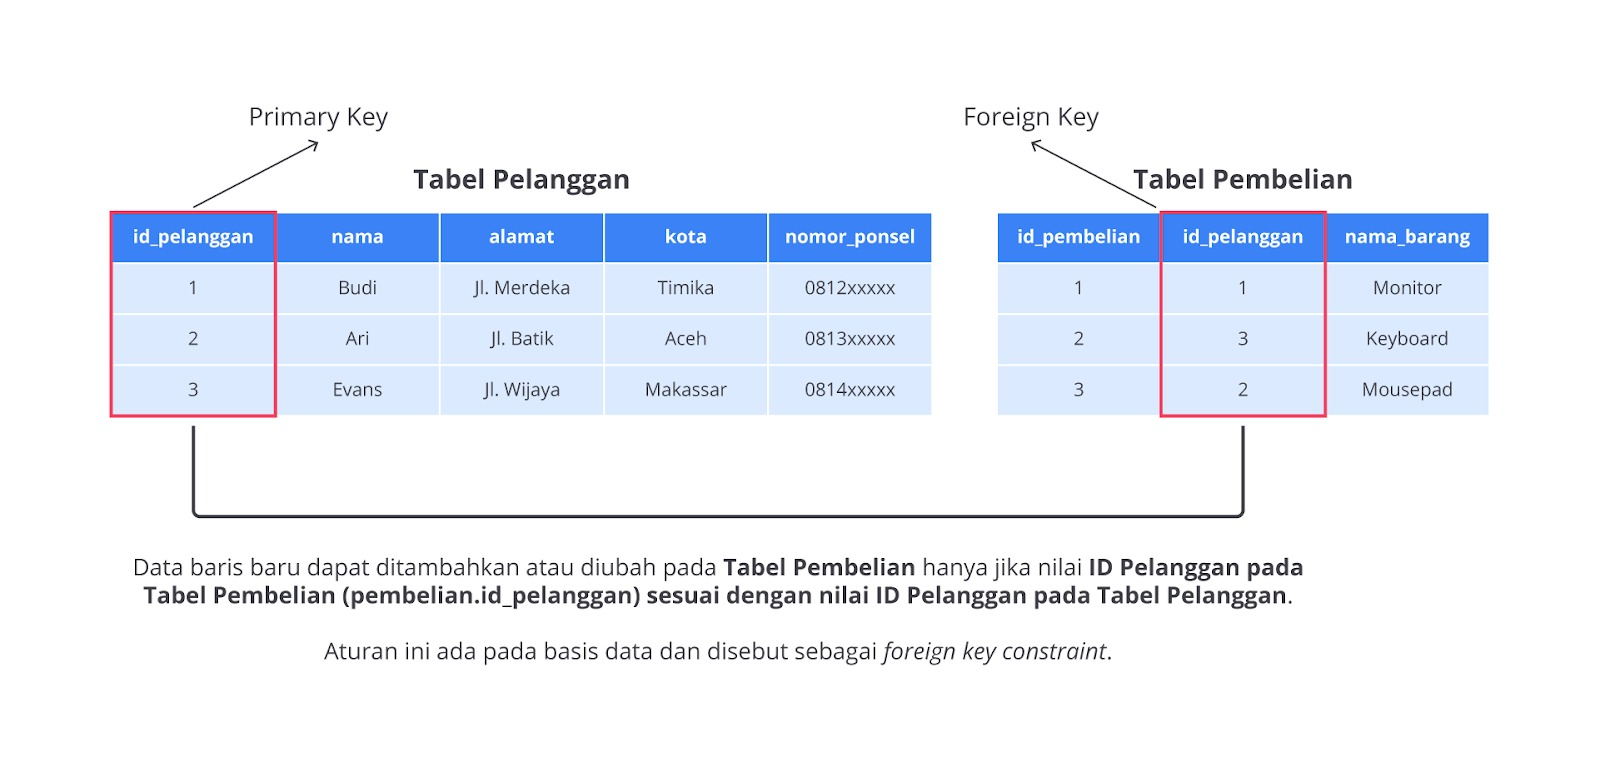 Primary Key
Foreign Key
Tabel Pelanggan
Tabel Pembelian
id_pelanggan nama alamat kota nomor_ponsel
1 Budi Jl. Merdeka Timika 0812xxxxx
2 Ari Jl. Batik Aceh 0813xxxxx
3 Evans Jl. Wijaya Makassar 0814xxxxx
id_pembelian id_pelanggan nama_barang
1 1 Monitor
2 3 Keyboard
3 2 Mousepad
Data baris baru dapat ditambahkan atau diubah pada Tabel Pembelian hanya jika nilai ID Pelanggan pada
Tabel Pembelian (pembelian.id_pelanggan) sesuai dengan nilai ID Pelanggan pada Tabel Pelanggan.
Aturan ini ada pada basis data dan disebut sebagai foreign key constraint.